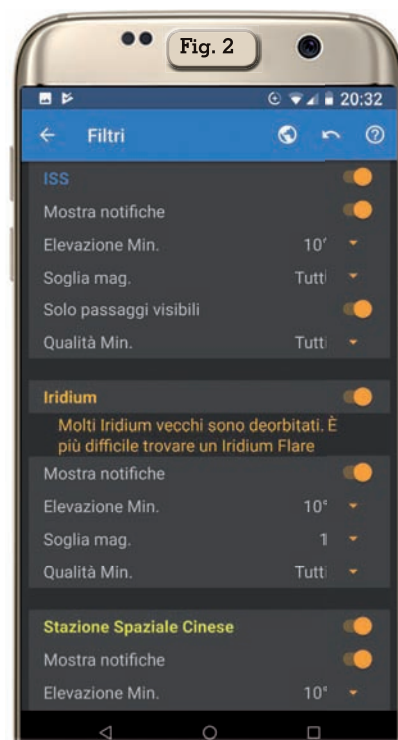 Fig. 2
20:32
Filtri
ISS
Mostra notifiche
Elevazione Min. 10°
Soglia mag. Tutti
Solo passaggi visibili
Qualità Min. Tutti
Iridium
Molti Iridium vecchi sono deorbitati. È
più difficile trovare un Iridium Flare
Mostra notifiche
Elevazione Min. 10°
Soglia mag. 1
Qualità Min. Tutti
Stazione Spaziale Cinese
Mostra notifiche
Elevazione Min. 10°